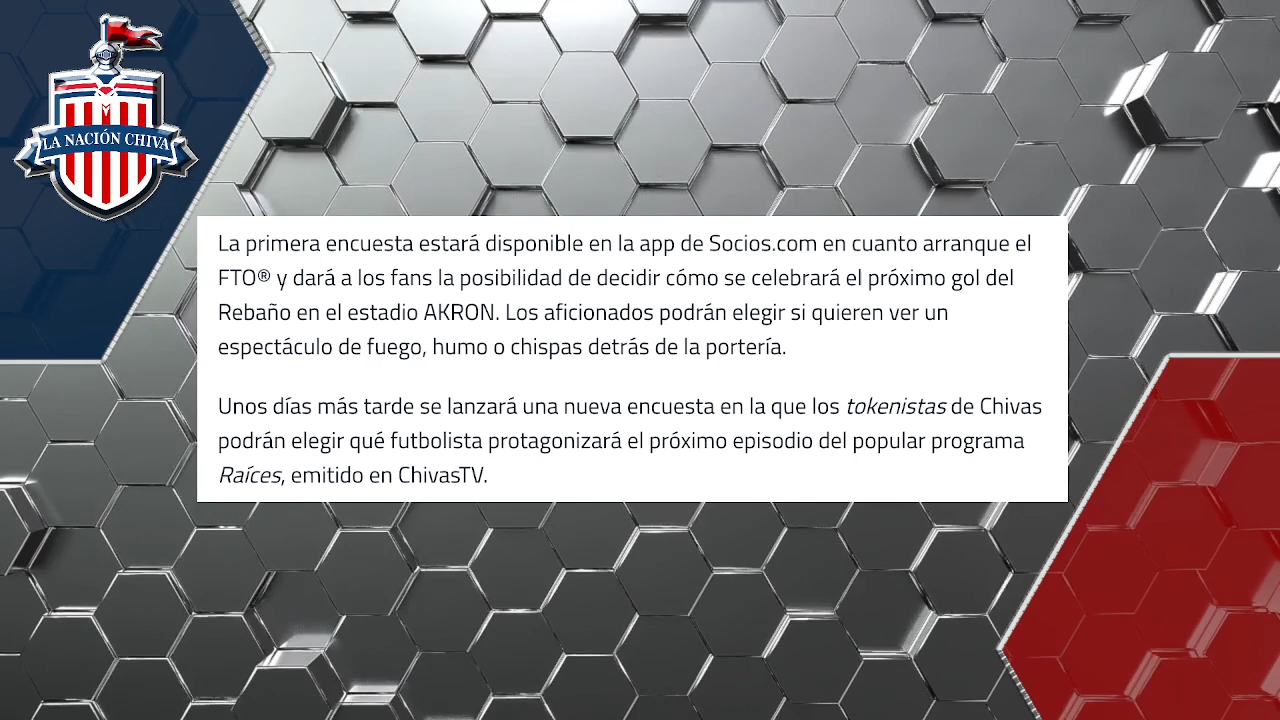 LA NACIÓN CHIVA
La primera encuesta estará disponible en la app de Socios.com en cuanto arranque el
FTO® y dará a los fans la posibilidad de decidir cómo se celebrará el próximo gol del
Rebaño en el estadio AKRON. Los aficionados podrán elegir si quieren ver un
espectáculo de fuego, humo o chispas detrás de la portería.
Unos días más tarde se lanzará una nueva encuesta en la que los tokenistas de Chivas
podrán elegir qué futbolista protagonizará el próximo episodio del popular programa
Raíces, emitido en ChivasTV.